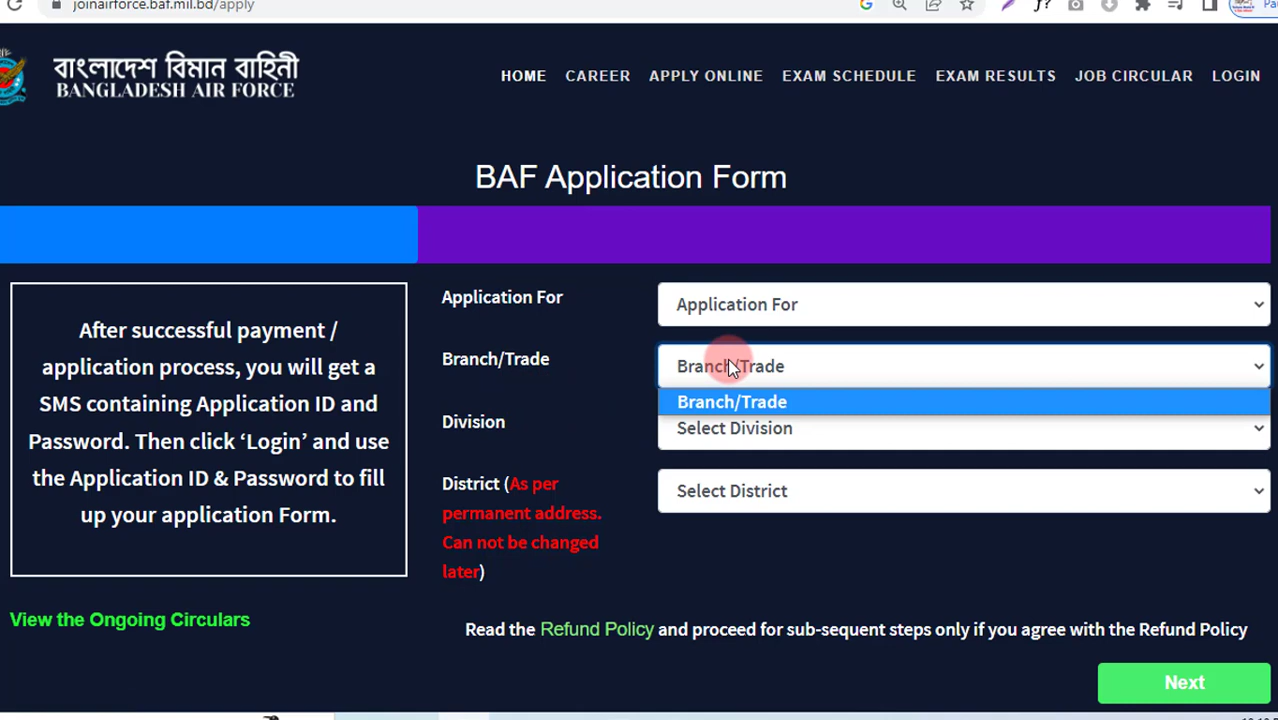 joinairforce.baf.mil.bd/apply
বাংলাদেশ বিমান বাহিনী
BANGLADESH AIR FORCE
HOME CAREER APPLY ONLINE EXAM SCHEDULE EXAM RESULTS JOB CIRCULAR LOGIN
BAF Application Form
After successful payment /
application process, you will get a
SMS containing Application ID and
Password. Then click ‘Login’ and use
the Application ID & Password to fill
up your application Form.
View the Ongoing Circulars
Application For
Application For
Branch/Trade
Branch/Trade
Branch/Trade
Division
Select Division
District (As per
permanent address.
Can not be changed
later)
Select District
Read the Refund Policy and proceed for sub-sequent steps only if you agree with the Refund Policy
Next